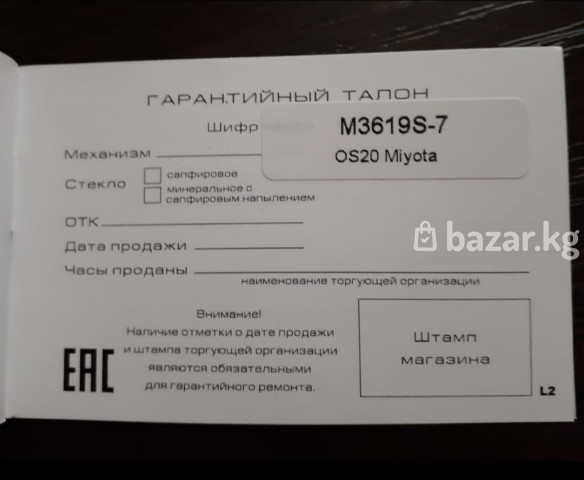 ГАРАНТИЙНЫЙ ТАЛОН
Шифр M3619S-7
OS20 Miyota
Механизм
Стекло сапфировое
минеральное с
сапфировым напылением
ОТК
Дата продажи
Часы проданы
наименование торгующей организации
Внимание!
Наличие отметки о дате продажи
и штампа торгующей организации
являются обязательными
для гарантийного ремонта.
EAC
Штамп
магазина
L2
bazar.kg